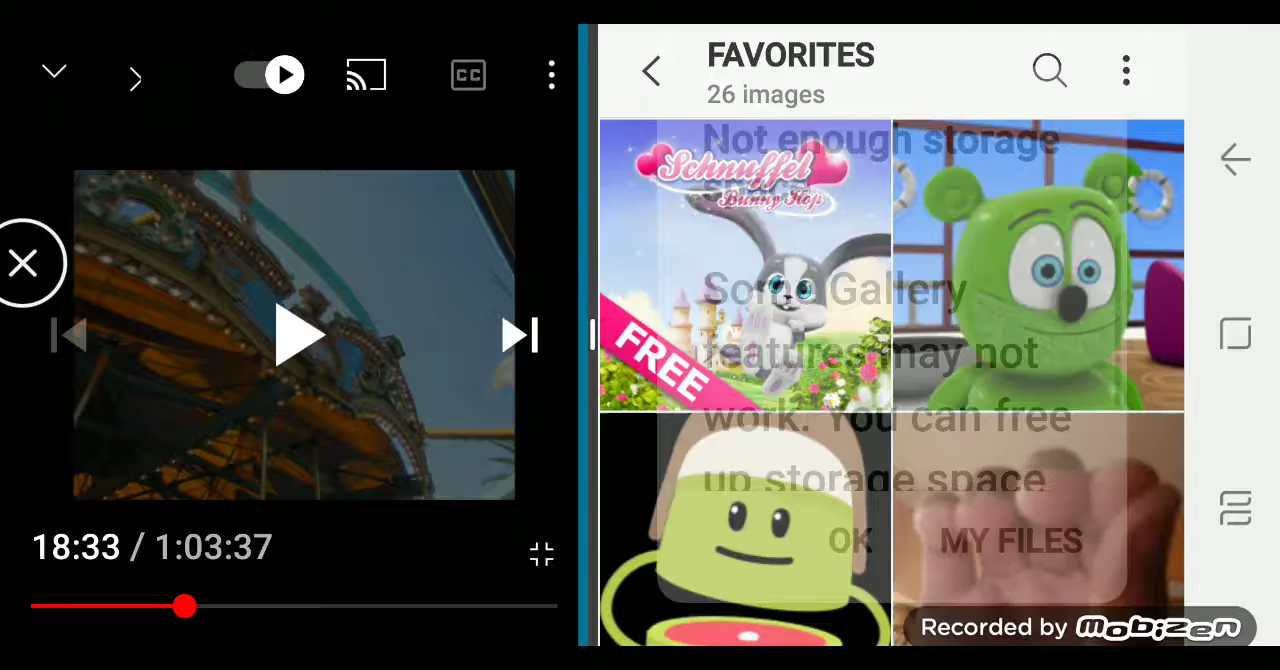 CC
18:33 / 1:03:37
FAVORITES
26 images
Not enough storage
Schnuffel
Bunny Hop
FREE
Some Gallery
features may not
work. You can free
up storage space
OK
MY FILES
Recorded by mobizen